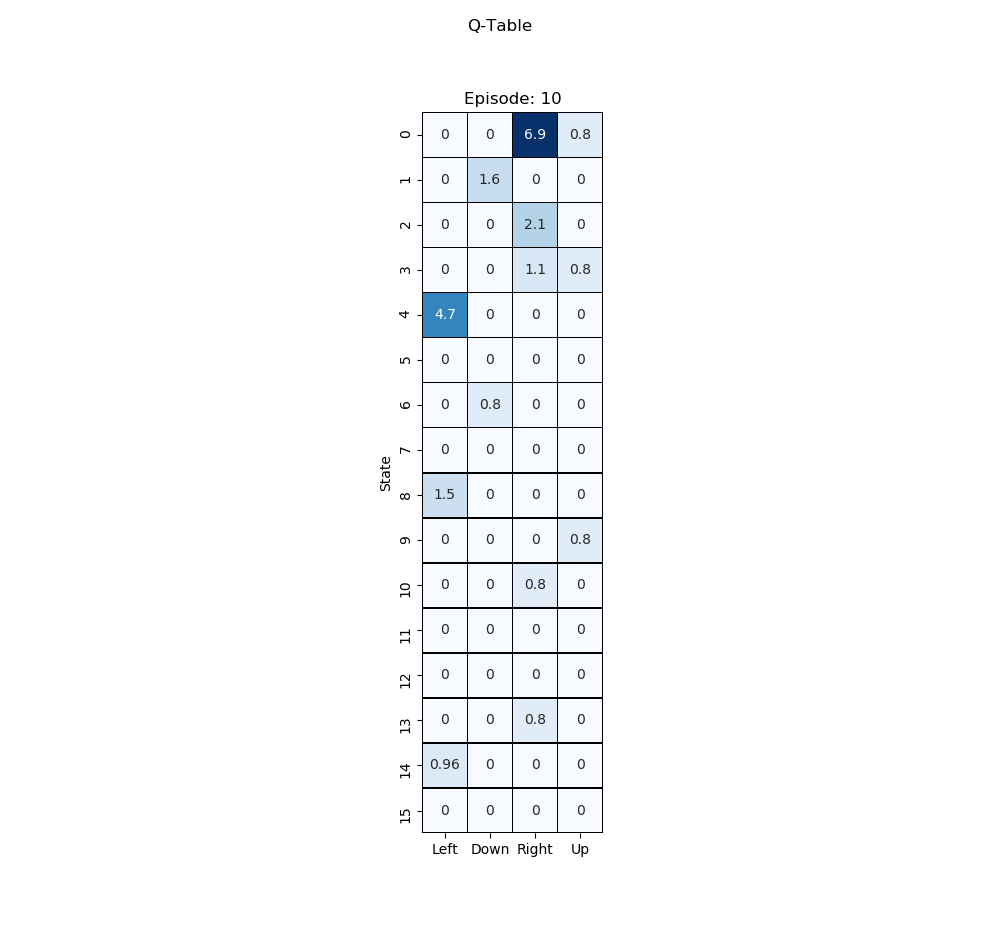 Q-Table
Episode: 10
0 0 0 6.9 0.8
1 0 1.6 0 0
2 0 0 2.1 0
3 0 0 1.1 0.8
4 4.7 0 0 0
5 0 0 0 0
6 0 0.8 0 0
7 0 0 0 0
State
8 1.5 0 0 0
9 0 0 0 0.8
10 0 0 0.8 0
11 0 0 0 0
12 0 0 0 0
13 0 0 0.8 0
14 0.96 0 0 0
15 0 0 0 0
Left Down Right Up